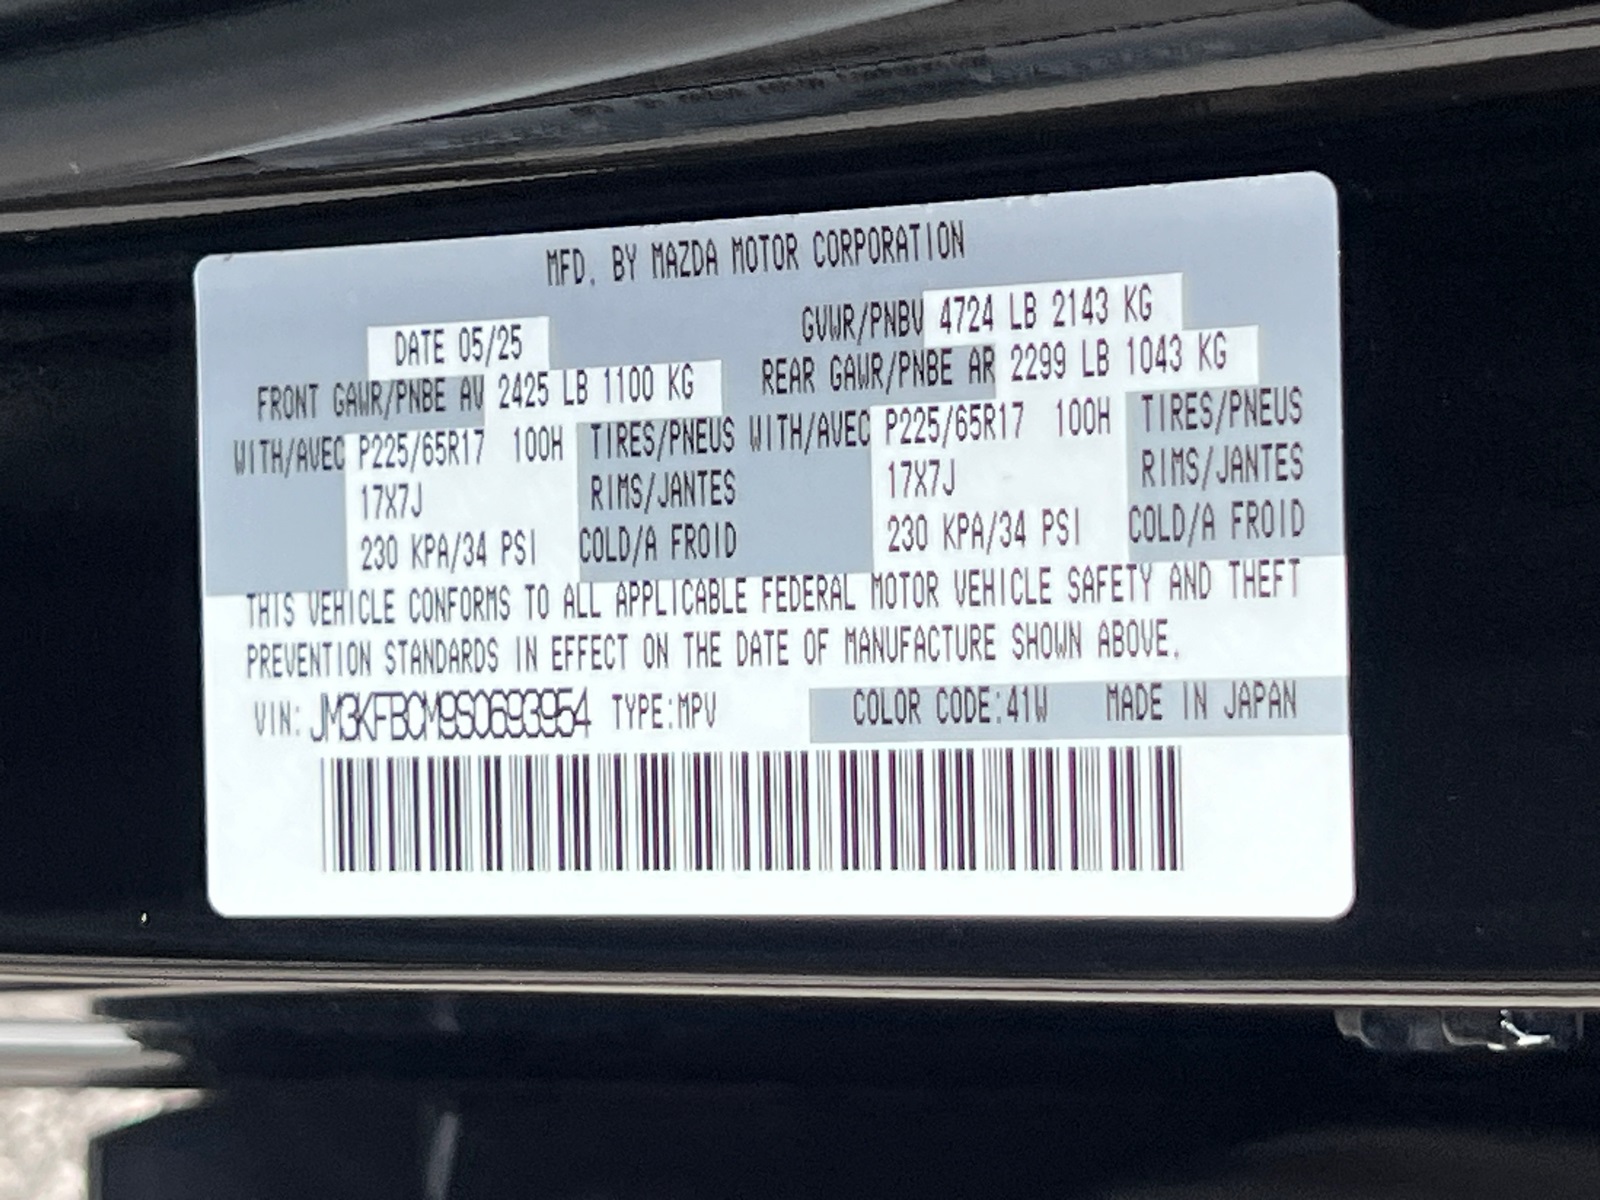 MFD. BY MAZDA MOTOR CORPORATION
DATE 05/25 GVWR/PNBV 4724 LB 2143 KG
FRONT GAWR/PNBE AV 2425 LB 1100 KG REAR GAWR/PNBE AR 2299 LB 1043 KG
WITH/AVEC P225/65R17 100H TIRES/PNEUS WITH/AVEC P225/65R17 100H TIRES/PNEUS
17X7J RIMS/JANTES 17X7J RIMS/JANTES
230 KPA/34 PSI COLD/A FROID 230 KPA/34 PSI COLD/A FROID
THIS VEHICLE CONFORMS TO ALL APPLICABLE FEDERAL MOTOR VEHICLE SAFETY AND THEFT
PREVENTION STANDARDS IN EFFECT ON THE DATE OF MANUFACTURE SHOWN ABOVE.
VIN: JM3KFBCM9S0693954 TYPE:MPV COLOR CODE:41W MADE IN JAPAN